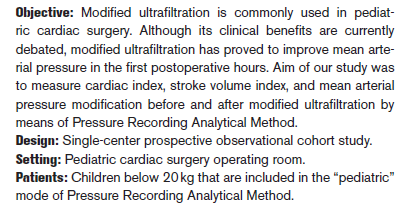 Objective: Modified ultrafiltration is commonly used in pediat-
ric cardiac surgery. Although its clinical benefits are currently
debated, modified ultrafiltration has proved to improve mean arte-
rial pressure in the first postoperative hours. Aim of our study was
to measure cardiac index, stroke volume index, and mean arterial
pressure modification before and after modified ultrafiltration by
means of Pressure Recording Analytical Method.
Design: Single-center prospective observational cohort study.
Setting: Pediatric cardiac surgery operating room.
Patients: Children below 20 kg that are included in the “pediatric”
mode of Pressure Recording Analytical Method.